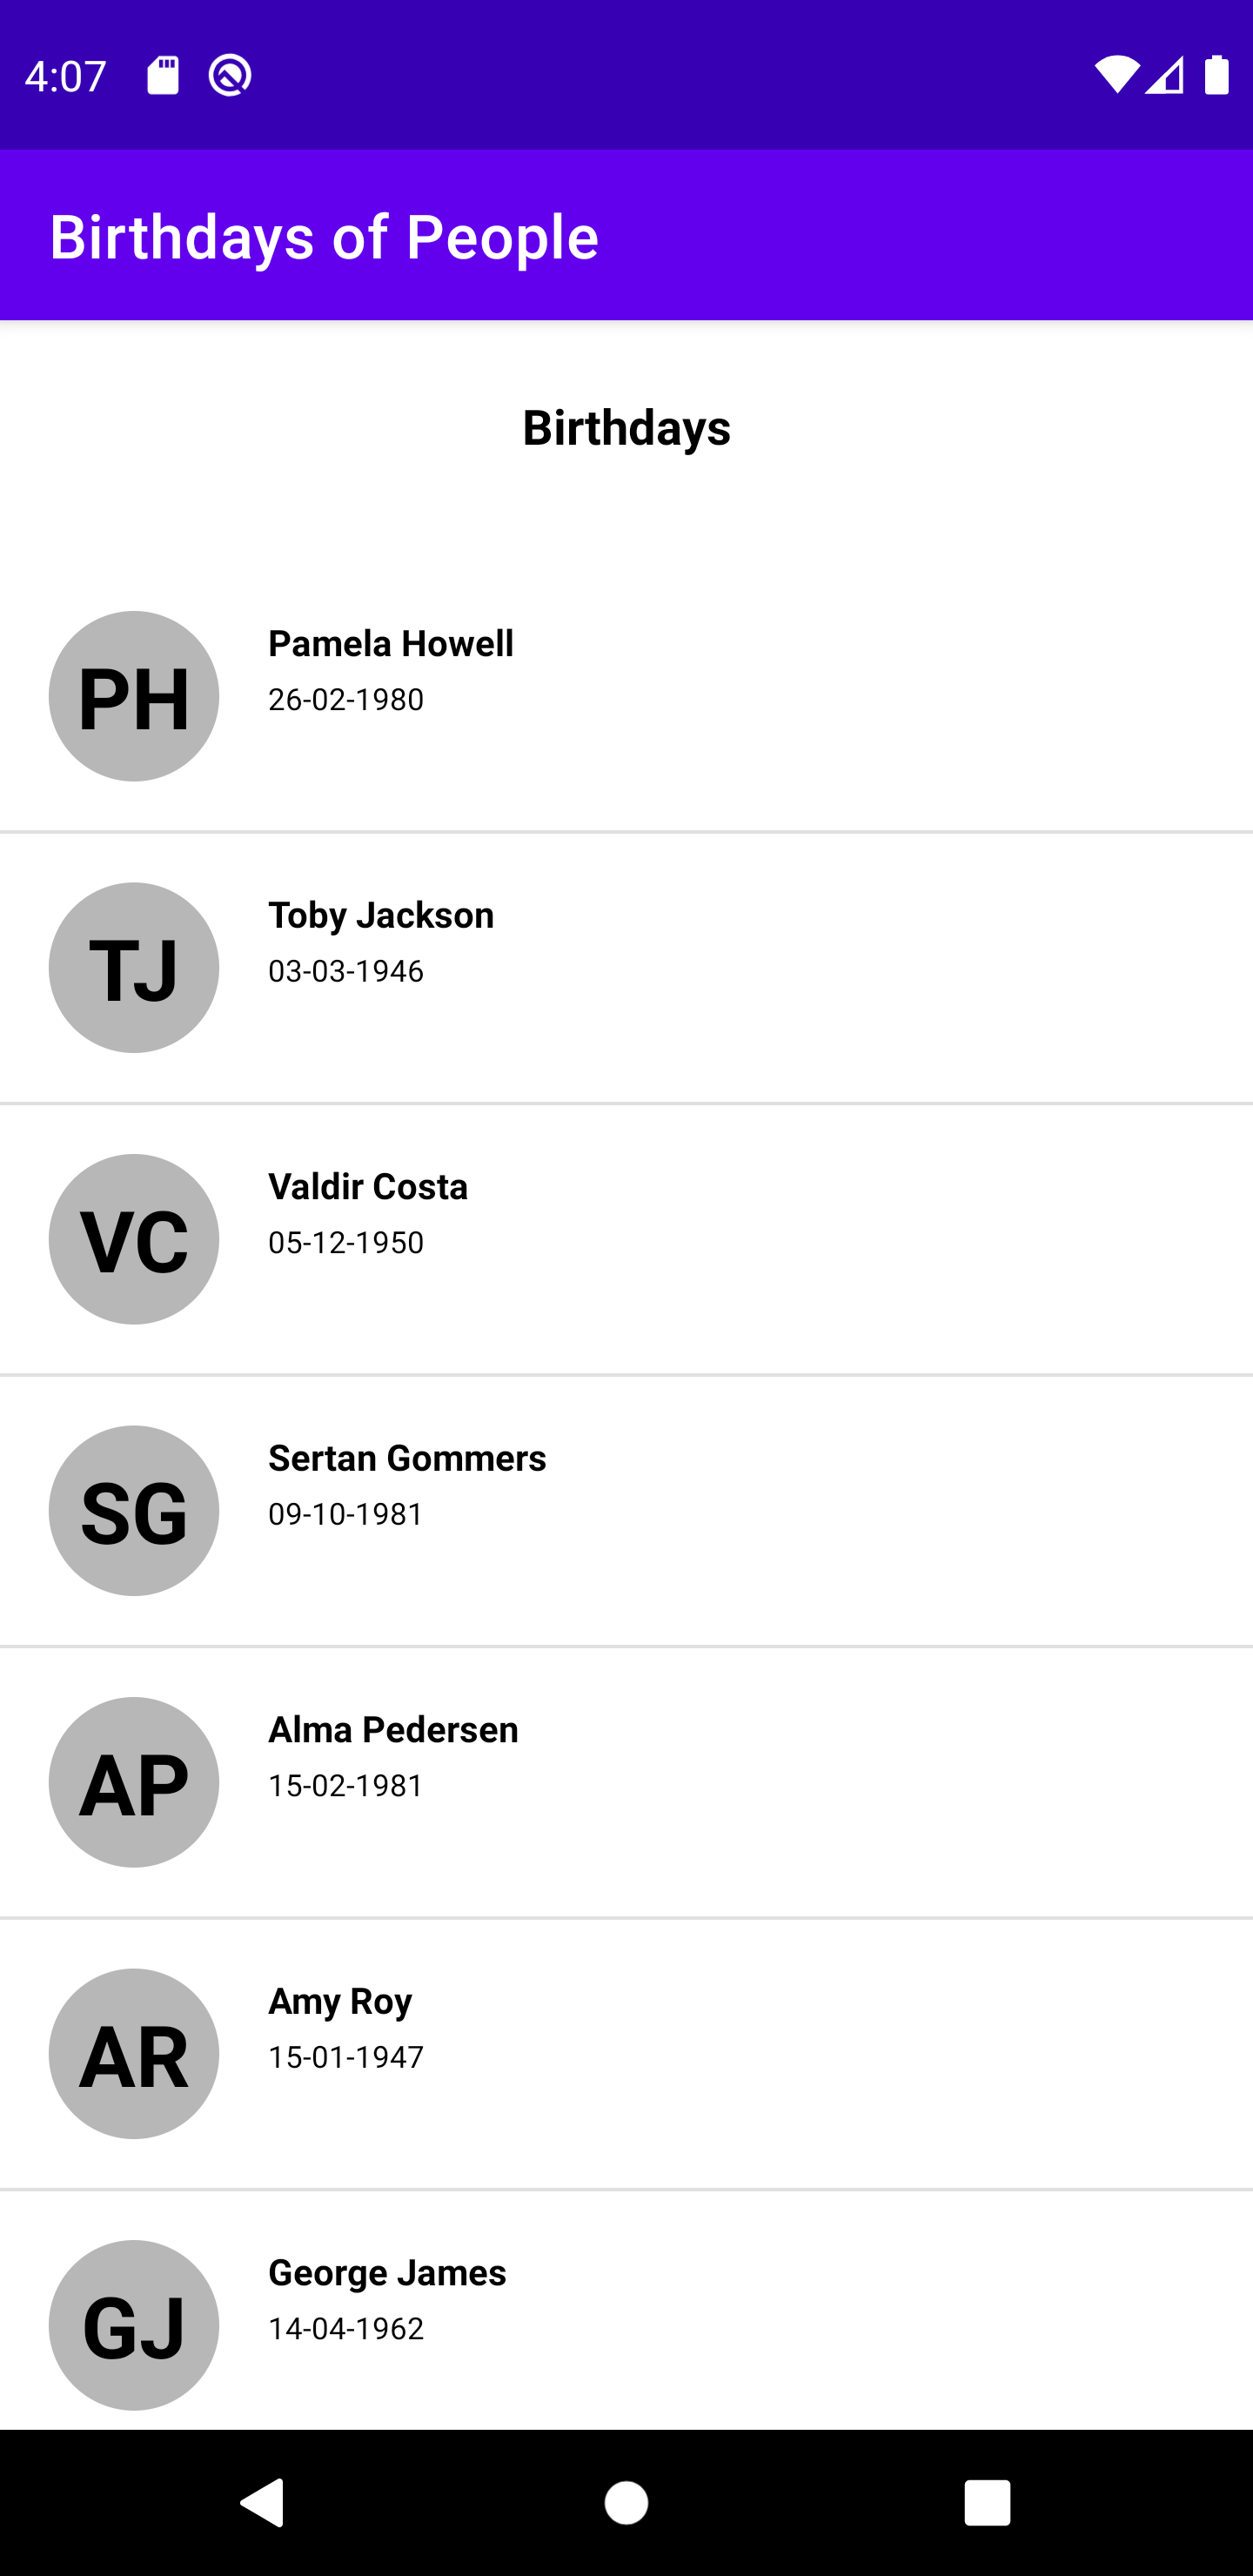 4:07
Birthdays of People
Birthdays
PH
Pamela Howell
26-02-1980
TJ
Toby Jackson
03-03-1946
VC
Valdir Costa
05-12-1950
SG
Sertan Gommers
09-10-1981
AP
Alma Pedersen
15-02-1981
AR
Amy Roy
15-01-1947
GJ
George James
14-04-1962